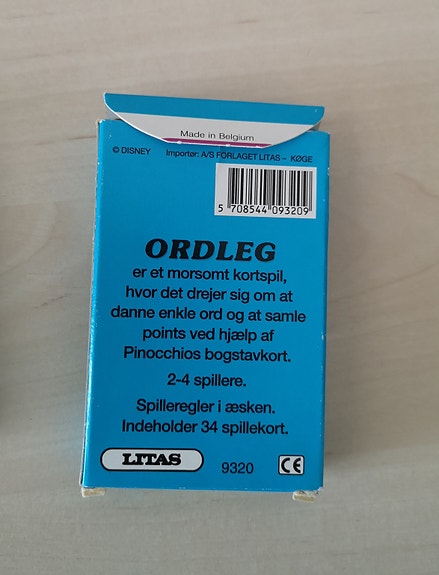 Made in Belgium
© DISNEY Importør: A/S FORLAGET LITAS – KØGE
5 708544 093209
ORDLEG
er et morsomt kortspil,
hvor det drejer sig om at
danne enkle ord og at samle
points ved hjælp af
Pinocchios bogstavkort.
2-4 spillere.
Spilleregler i æsken.
Indeholder 34 spillekort.
LITAS 9320 CE